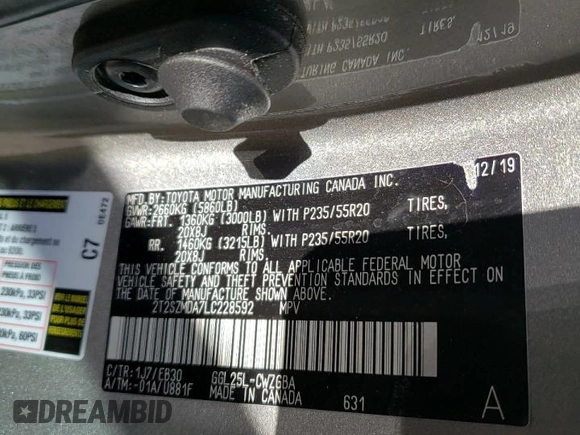 12/19
MFD.BY:TOYOTA MOTOR MANUFACTURING CANADA INC.
GVWR:2660KG (5860LB)
GAWR:FRT. 1360KG (3000LB) WITH P235/55R20 TIRES,
20X8J RIMS.
RR. 1460KG (3215LB) WITH P235/55R20 TIRES,
20X8J RIMS.
THIS VEHICLE CONFORMS TO ALL APPLICABLE FEDERAL MOTOR
VEHICLE SAFETY AND THEFT PREVENTION STANDARDS IN
EFFECT ON THE DATE OF MANUFACTURE SHOWN ABOVE.
2T2SZMDA7LC228592 MPV
C/TR:1J7/EB30 GGL25L-CWZGBA
A/TM:-01A/U881F MADE IN CANADA 631 A
C7
0E472
230kPa, 33PSI
DREAMBID